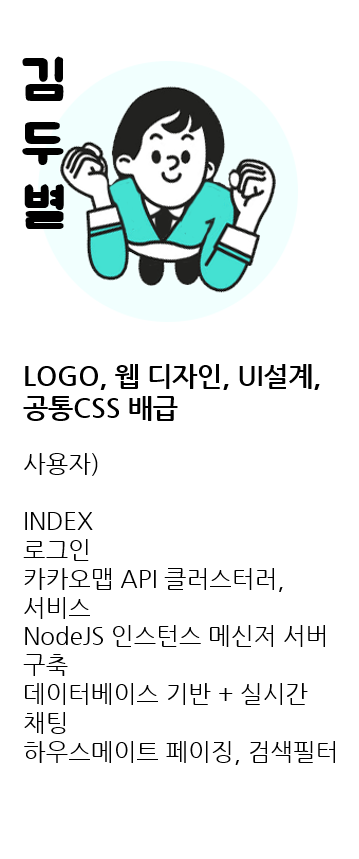 김
두
별
LOGO, 웹 디자인, UI설계,
공통CSS 배급
사용자)
INDEX
로그인
카카오맵 API 클러스터러,
서비스
NodeJS 인스턴스 메신저 서버
구축
데이터베이스 기반 + 실시간
채팅
하우스메이트 페이징, 검색필터